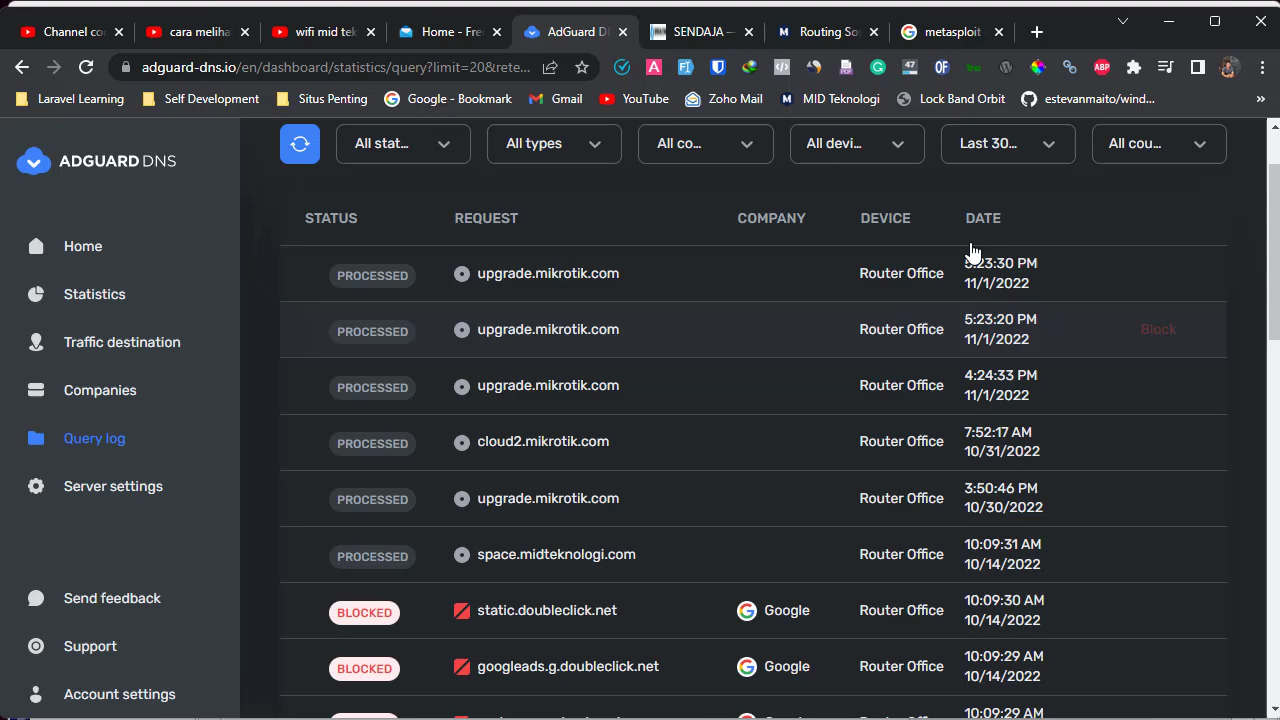 Channel co
cara meliha
wifi mid tek
Home - Free
AdGuard D
SENDAJA —
Routing Sos
metasploit
adguard-dns.io/en/dashboard/statistics/query?limit=20&rete...
Laravel Learning
Self Development
Situs Penting
Google - Bookmark
Gmail
YouTube
Zoho Mail
MID Teknologi
Lock Band Orbit
estevanmaito/wind...
»
ADGUARD DNS
Home
Statistics
Traffic destination
Companies
Query log
Server settings
Send feedback
Support
Account settings
All stat...
All types
All co...
All devi...
Last 30...
All cou...
STATUS REQUEST COMPANY DEVICE DATE
PROCESSED upgrade.mikrotik.com Router Office 5:23:30 PM
11/1/2022
PROCESSED upgrade.mikrotik.com Router Office 5:23:20 PM
11/1/2022
Block
PROCESSED upgrade.mikrotik.com Router Office 4:24:33 PM
11/1/2022
PROCESSED cloud2.mikrotik.com Router Office 7:52:17 AM
10/31/2022
PROCESSED upgrade.mikrotik.com Router Office 3:50:46 PM
10/30/2022
PROCESSED space.midteknologi.com Router Office 10:09:31 AM
10/14/2022
BLOCKED static.doubleclick.net Google Router Office 10:09:30 AM
10/14/2022
BLOCKED googleads.g.doubleclick.net Google Router Office 10:09:29 AM
10/14/2022
10:09:29 AM